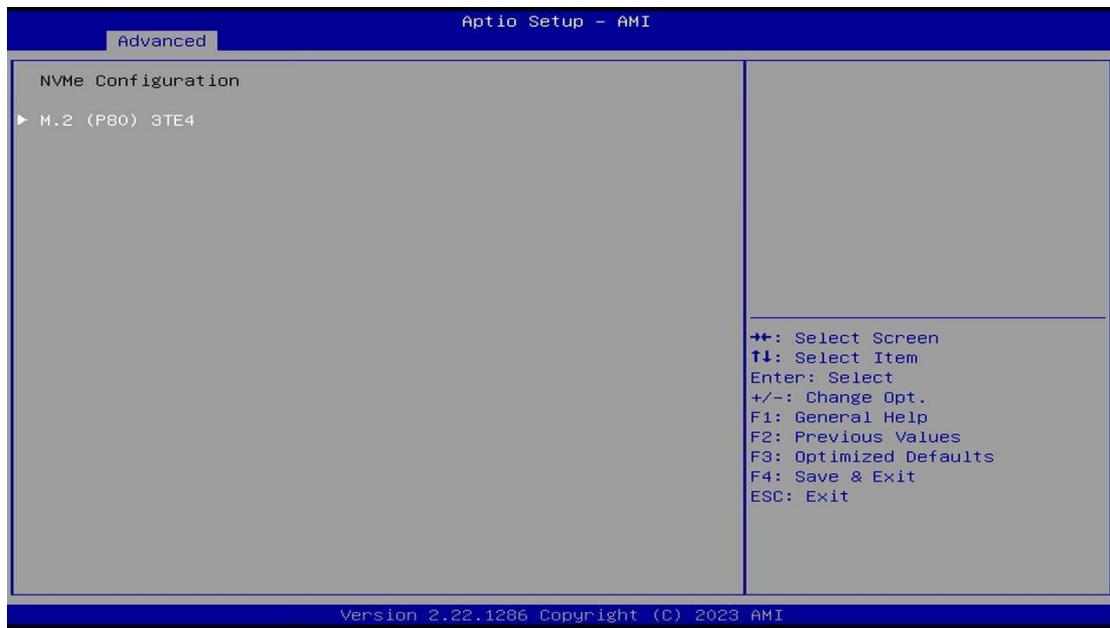 Aptio Setup – AMI
Advanced
NVMe Configuration
▶ M.2 (P80) 3TE4
→←: Select Screen
↑↓: Select Item
Enter: Select
+/-: Change Opt.
F1: General Help
F2: Previous Values
F3: Optimized Defaults
F4: Save & Exit
ESC: Exit
Version 2.22.1286 Copyright (C) 2023 AMI